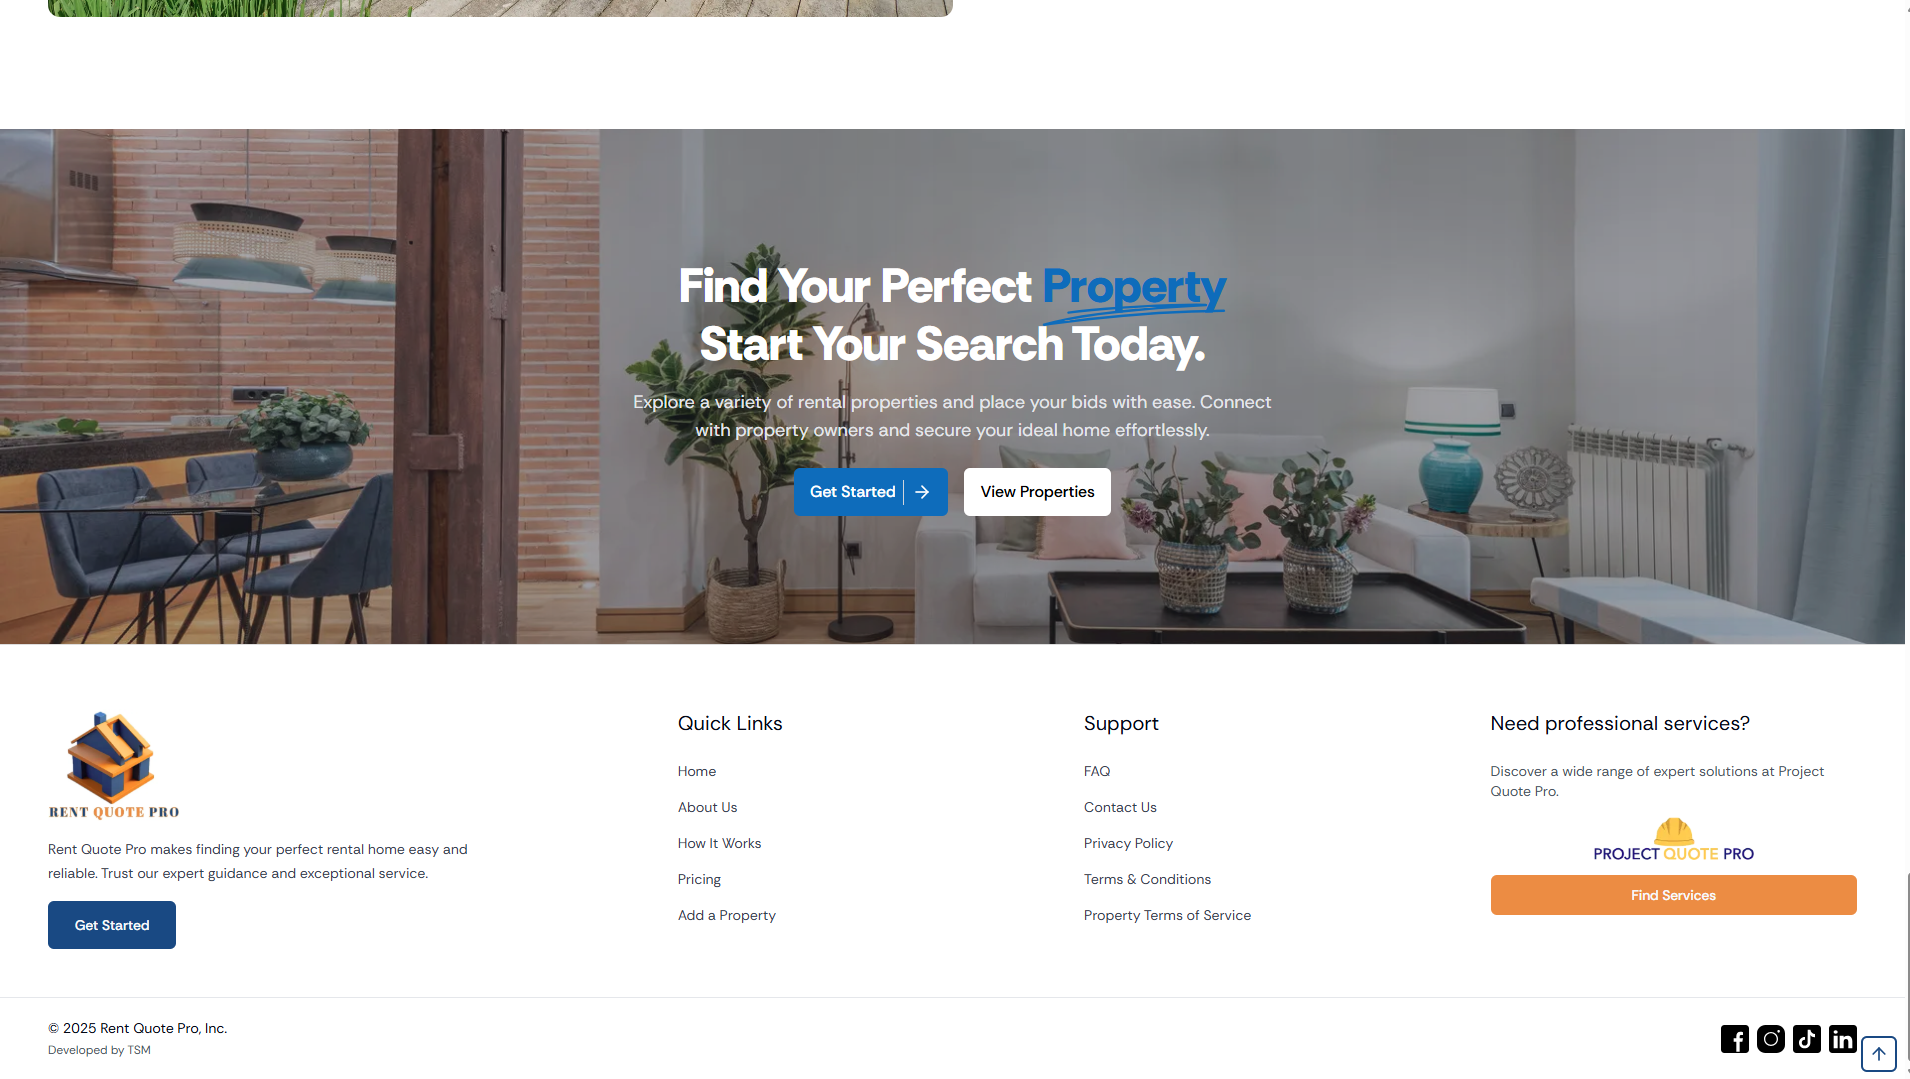 Find Your Perfect Property
Start Your Search Today.
Explore a variety of rental properties and place your bids with ease. Connect
with property owners and secure your ideal home effortlessly.
Get Started
View Properties
RENT QUOTE PRO
Rent Quote Pro makes finding your perfect rental home easy and
reliable. Trust our expert guidance and exceptional service.
Get Started
Quick Links
Home
About Us
How It Works
Pricing
Add a Property
Support
FAQ
Contact Us
Privacy Policy
Terms & Conditions
Property Terms of Service
Need professional services?
Discover a wide range of expert solutions at Project
Quote Pro.
PROJECT QUOTE PRO
Find Services
© 2025 Rent Quote Pro, Inc.
Developed by TSM